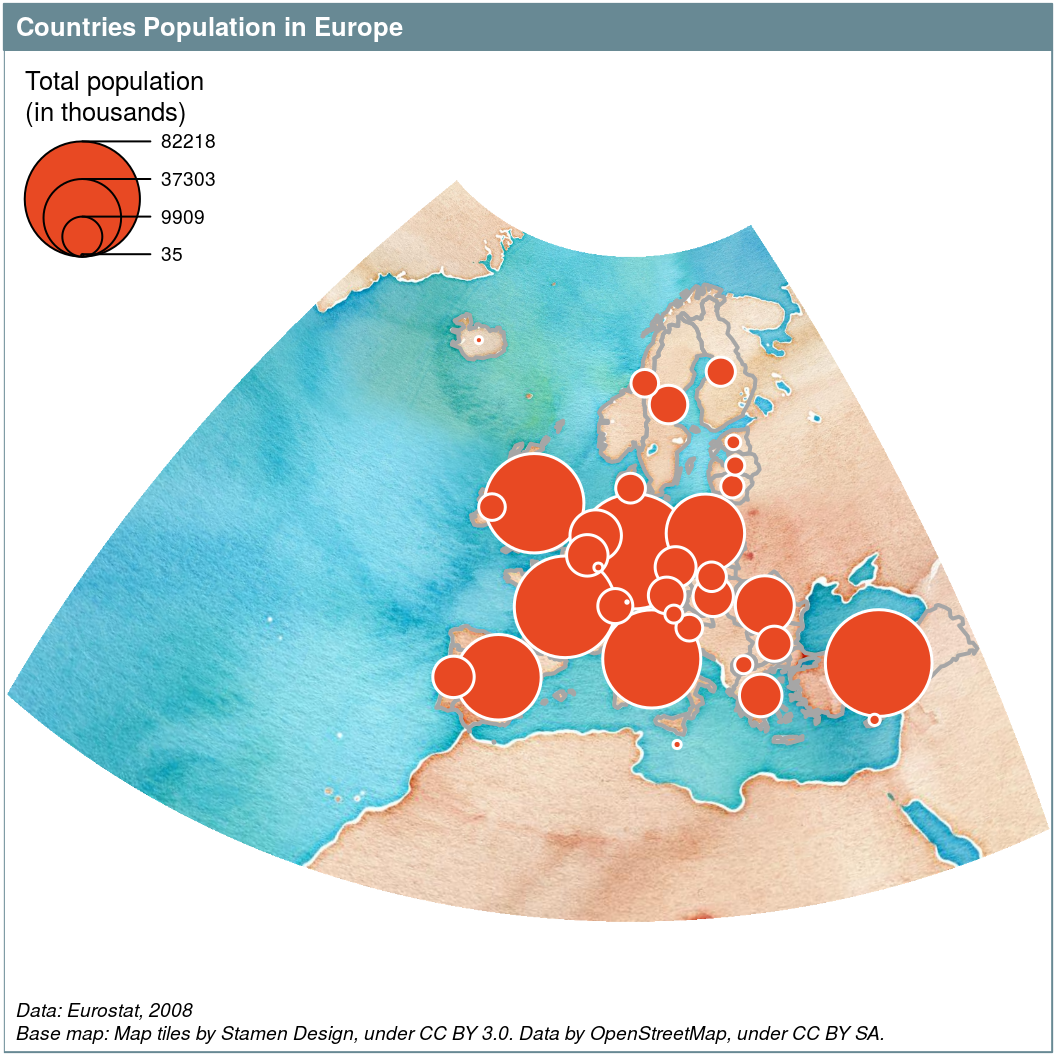 Countries Population in Europe
Total population
(in thousands)
82218
37303
9909
35
Data: Eurostat, 2008
Base map: Map tiles by Stamen Design, under CC BY 3.0. Data by OpenStreetMap, under CC BY SA.